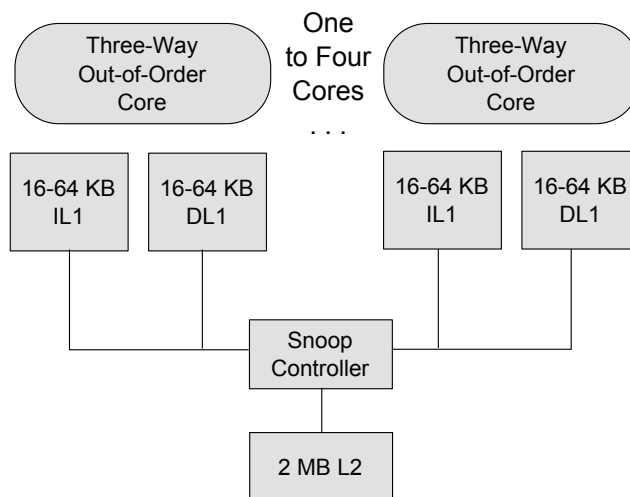 Three-Way
Out-of-Order
Core
One
to Four
Cores
. . .
Three-Way
Out-of-Order
Core
16-64 KB
IL1
16-64 KB
DL1
16-64 KB
IL1
16-64 KB
DL1
Snoop
Controller
2 MB L2